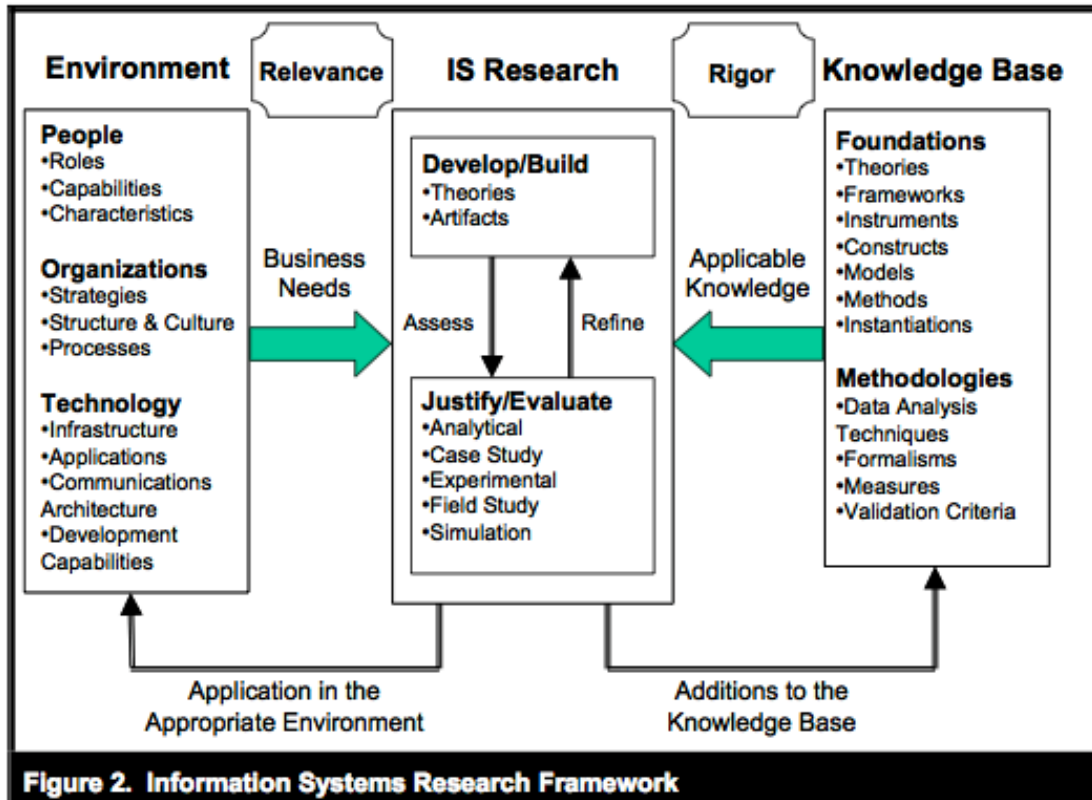 Environment
Relevance
IS Research
Rigor
Knowledge Base
People
•Roles
•Capabilities
•Characteristics
Organizations
•Strategies
•Structure & Culture
•Processes
Technology
•Infrastructure
•Applications
•Communications
Architecture
•Development
Capabilities
Business
Needs
Develop/Build
•Theories
•Artifacts
Assess
Refine
Justify/Evaluate
•Analytical
•Case Study
•Experimental
•Field Study
•Simulation
Applicable
Knowledge
Foundations
•Theories
•Frameworks
•Instruments
•Constructs
•Models
•Methods
•Instantiations
Methodologies
•Data Analysis
Techniques
•Formalisms
•Measures
•Validation Criteria
Application in the
Appropriate Environment
Additions to the
Knowledge Base
Figure 2. Information Systems Research Framework